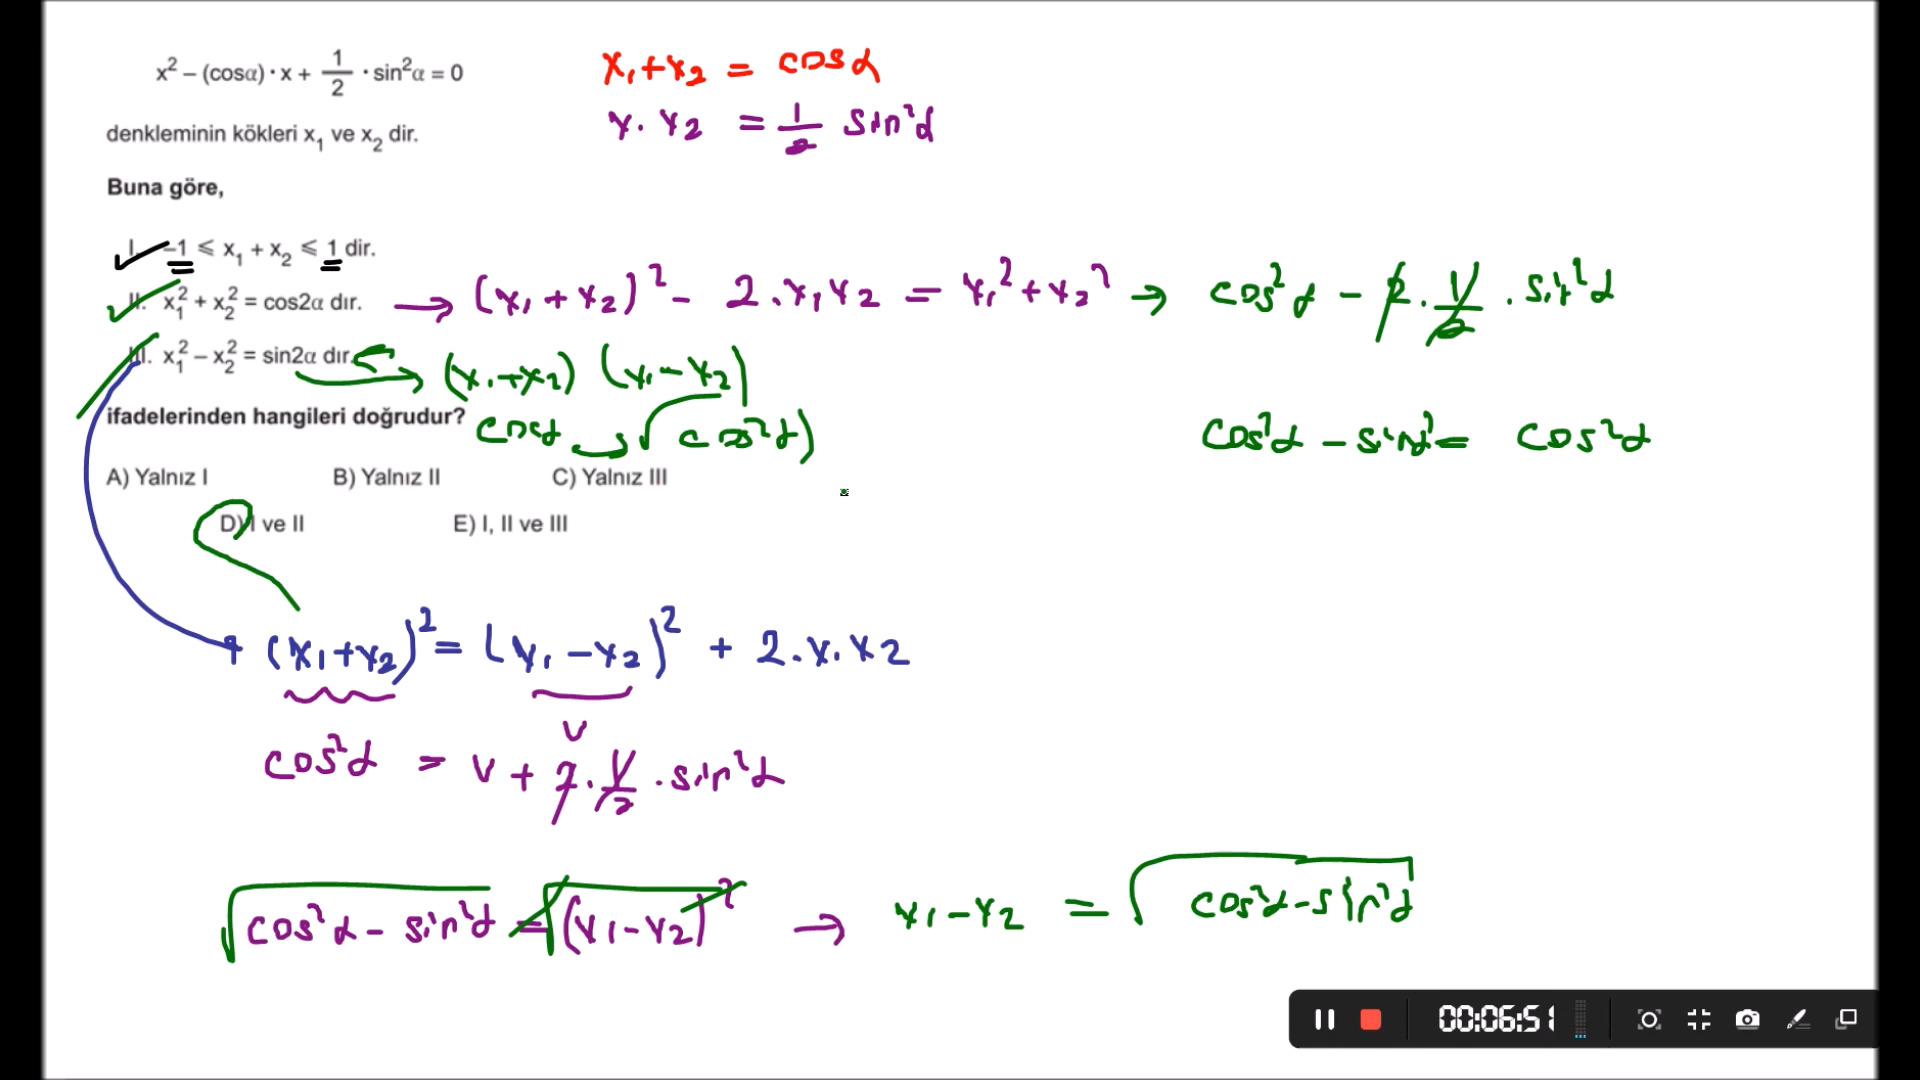 x² – (cosα)·x + 1/2 · sin²α = 0
x₁+x₂ = cosα
x·x₂ = 1/2 sin²α
denkleminin kökleri x₁ ve x₂ dir.
Buna göre,
I. –1 ⩽ x₁ + x₂ ⩽ 1 dir.
II. x₁² + x₂² = cos2α dır. → (x₁+x₂)² - 2.x₁x₂ = x₁²+x₂² → cos²α - 2.1/2 . sin²α
III. x₁² – x₂² = sin2α dır. → (x₁+x₂) (x₁-x₂)
ifadelerinden hangileri doğrudur?
cosα √cos2α)
cos²α - sin²α = cos2α
A) Yalnız I B) Yalnız II C) Yalnız III
D) I ve II E) I, II ve III
(x₁+x₂)² = (x₁-x₂)² + 2.x.x2
v
cos²α = v + 2.1/2 .sin²α
√cos²α - sin²α = √(x₁-x₂)² → x₁-x₂ = √cos²α-sin²α
00:06:51